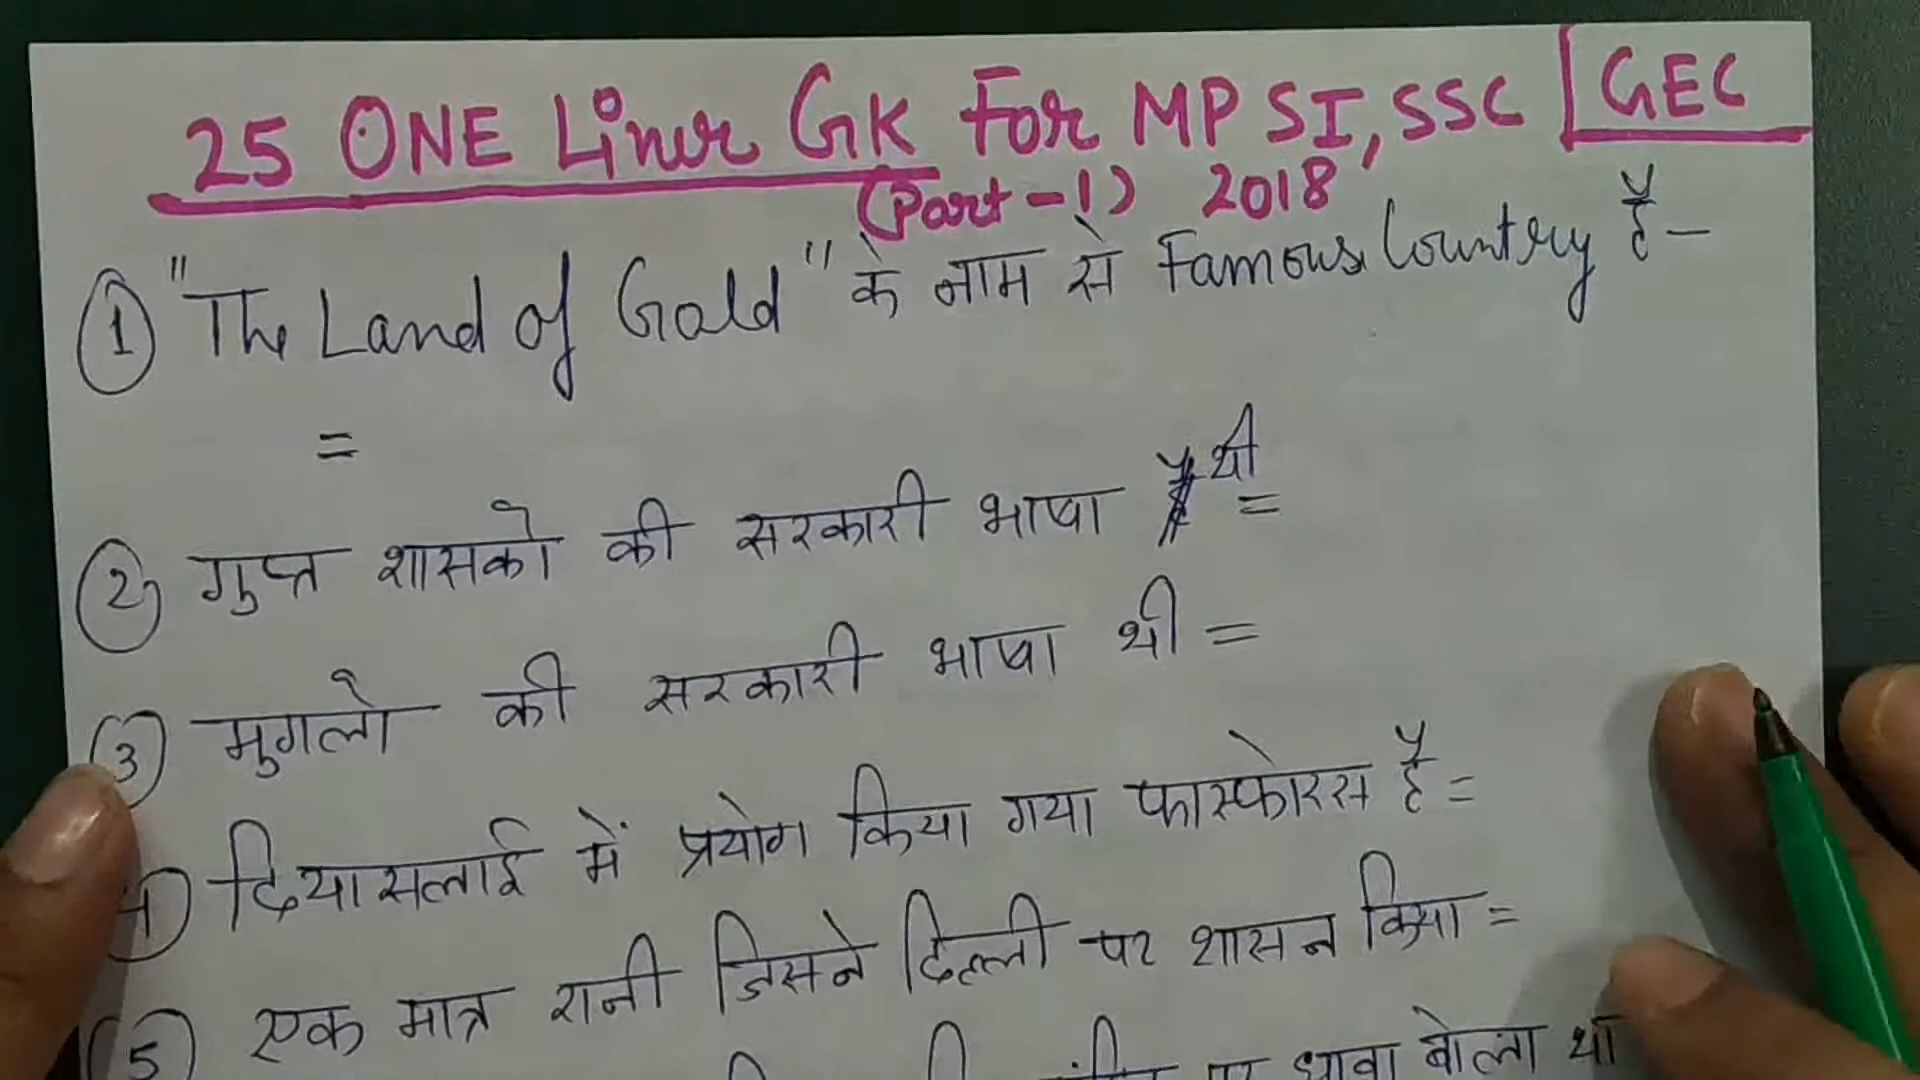 25 ONE Liner GK For MP SI, SSC | GEC
(Part-1) 2018
① "The Land of Gold" के नाम से Famous Country है -
=
② गुप्त शासको की सरकारी भाषा थी =
③ मुगलो की सरकारी भाषा थी =
④ दियासलाई में प्रयोग किया गया फास्फोरस है =
⑤ एक मात्र रानी जिसने दिल्ली पर शासन किया =
पर धावा बोला था